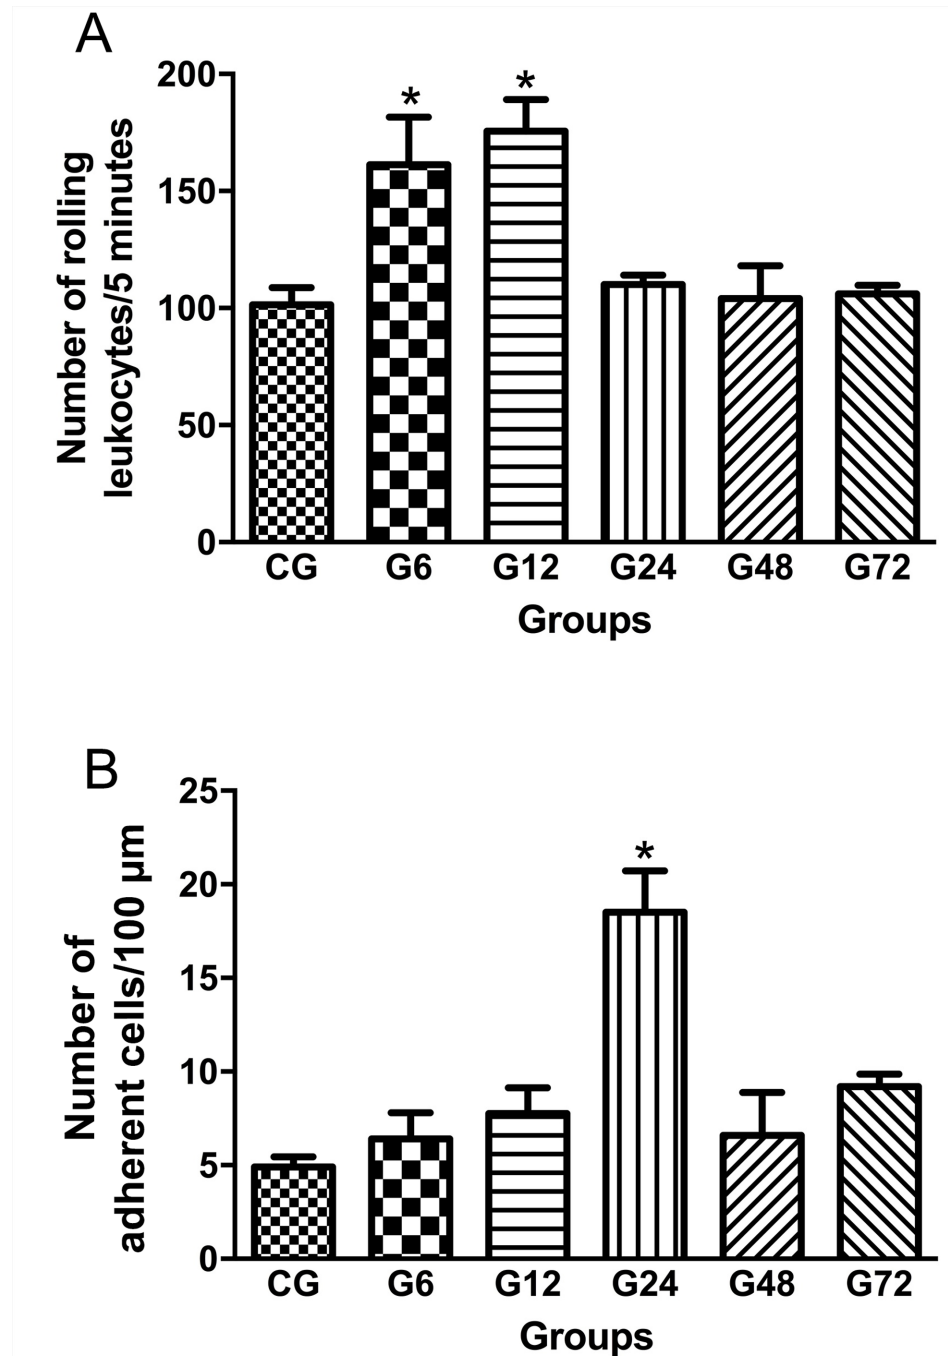 A
Number of rolling
leukocytes/5 minutes
200
150
100
50
0
*
*
CG G6 G12 G24 G48 G72
Groups
B
Number of
adherent cells/100 µm
25
20
15
10
5
0
*
CG G6 G12 G24 G48 G72
Groups